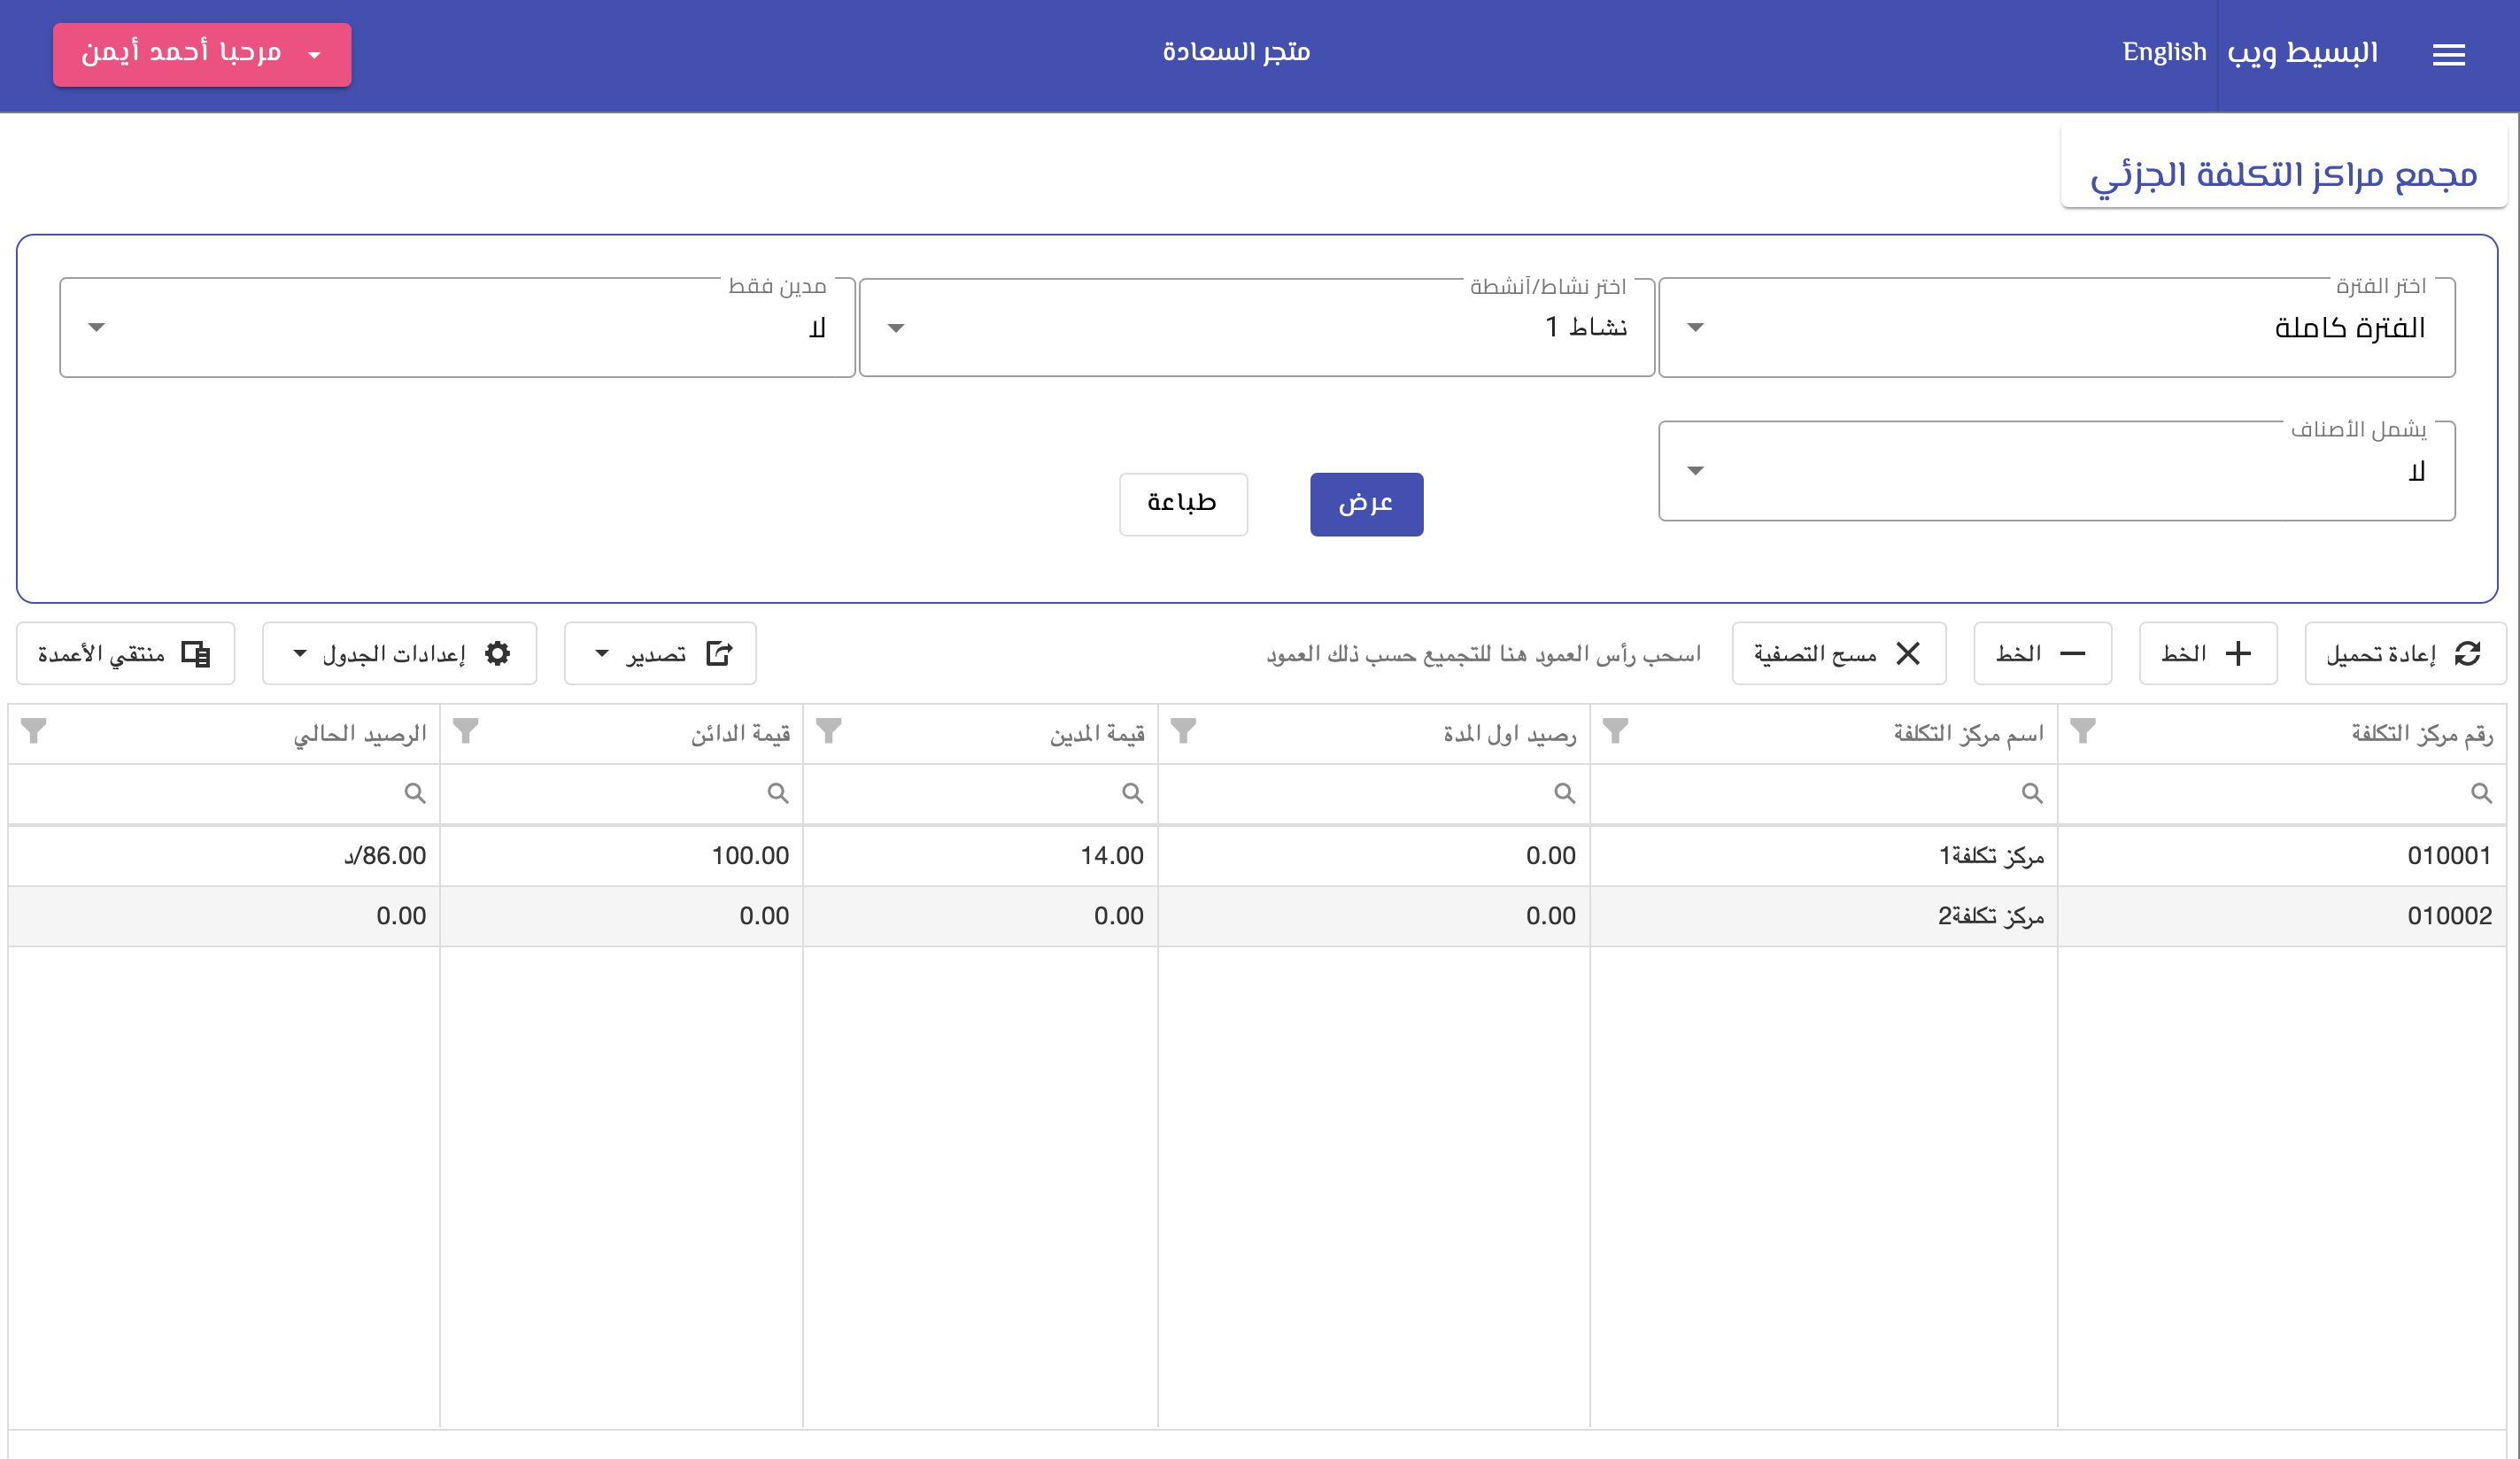 البسيط ويب English متجر السعادة مرحبا أحمد أيمن
مجمع مراكز التكلفة الجزئي
اختر الفترة اختر نشاط/آنشطة مدين فقط
الفترة كاملة نشاط 1 لا
يشمل الأصناف
لا
عرض طباعة
إعادة تحميل الخط الخط مسح التصفية اسحب رأس العمود هنا للتجميع حسب ذلك العمود تصدير إعدادات الجدول منتقي الأعمدة
رقم مركز التكلفة اسم مركز التكلفة رصيد اول المدة قيمة المدين قيمة الدائن الرصيد الحالي
010001 مركز تكلفة1 0.00 14.00 100.00 86.00/د
010002 مركز تكلفة2 0.00 0.00 0.00 0.00